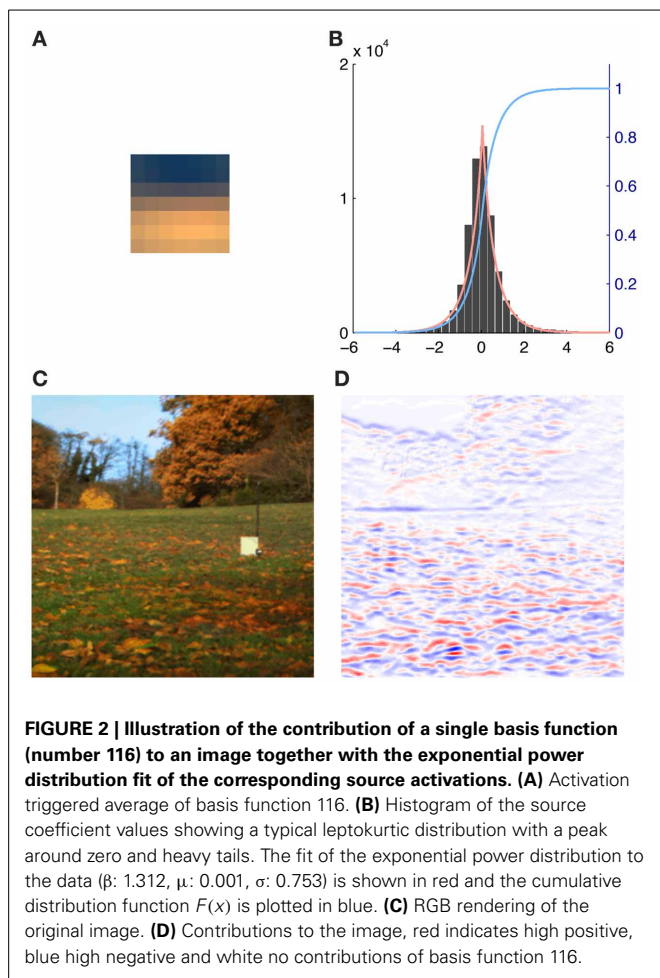 A
B
x 10⁴
2
1
0
1
0.8
0.6
0.4
0.2
0
−6 −4 −2 0 2 4 6
C
D
FIGURE 2 | Illustration of the contribution of a single basis function
(number 116) to an image together with the exponential power
distribution fit of the corresponding source activations. (A) Activation
triggered average of basis function 116. (B) Histogram of the source
coefficient values showing a typical leptokurtic distribution with a peak
around zero and heavy tails. The fit of the exponential power distribution to
the data (β: 1.312, μ: 0.001, σ: 0.753) is shown in red and the cumulative
distribution function F(x) is plotted in blue. (C) RGB rendering of the
original image. (D) Contributions to the image, red indicates high positive,
blue high negative and white no contributions of basis function 116.